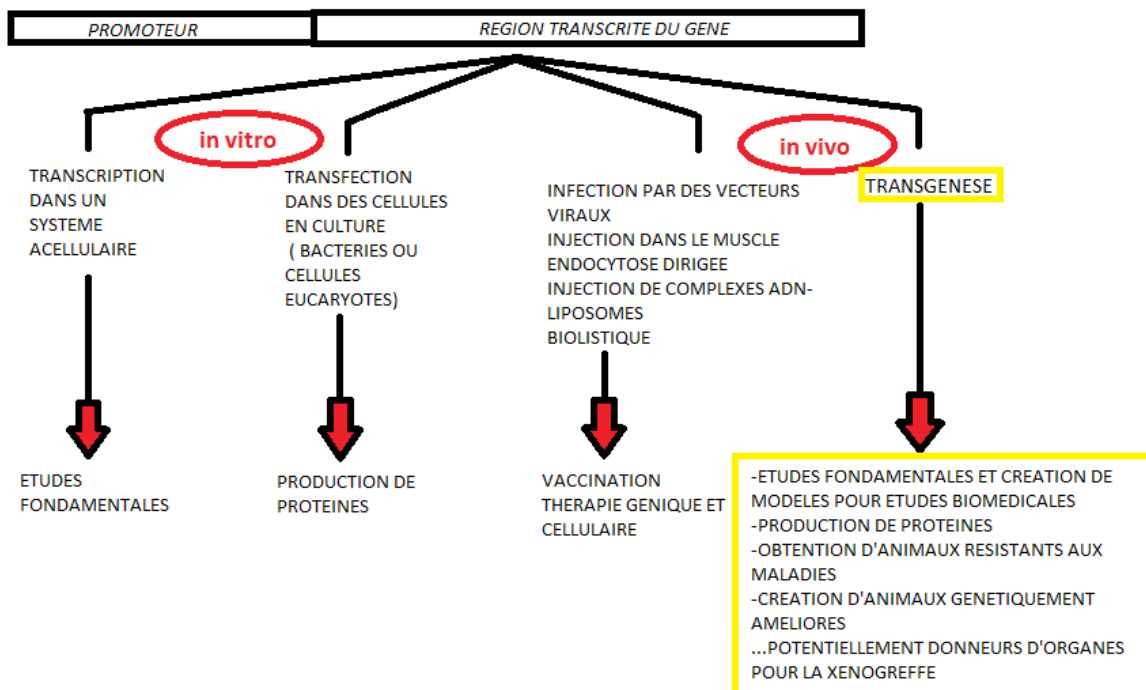 PROMOTEUR
REGION TRANSCRITE DU GENE
in vitro
in vivo
TRANSCRIPTION
DANS UN
SYSTEME
ACELLULAIRE
TRANSFECTION
DANS DES CELLULES
EN CULTURE
( BACTERIES OU
CELLULES
EUCARYOTES)
INFECTION PAR DES VECTEURS
VIRAUX
INJECTION DANS LE MUSCLE
ENDOCYTOSE DIRIGEE
INJECTION DE COMPLEXES ADN-
LIPOSOMES
BIOLISTIQUE
TRANSGENESE
ETUDES
FONDAMENTALES
PRODUCTION DE
PROTEINES
VACCINATION
THERAPIE GENIQUE ET
CELLULAIRE
-ETUDES FONDAMENTALES ET CREATION DE
MODELES POUR ETUDES BIOMEDICALES
-PRODUCTION DE PROTEINES
-OBTENTION D'ANIMAUX RESISTANTS AUX
MALADIES
-CREATION D'ANIMAUX GENETIQUEMENT
AMELIORES
...POTENTIELLEMENT DONNEURS D'ORGANES
POUR LA XENOGREFFE